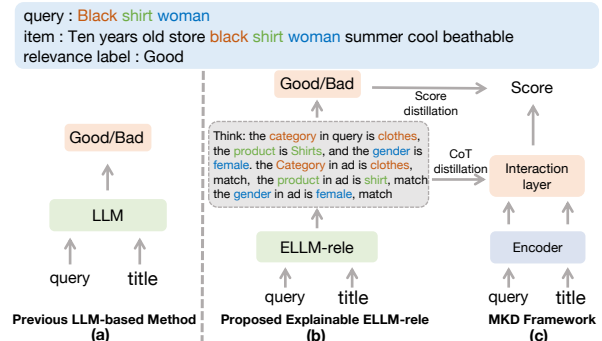 query : Black shirt woman
item : Ten years old store black shirt woman summer cool beathable
relevance label : Good
Good/Bad
LLM
query title
Previous LLM-based Method
(a)
Good/Bad
Think: the category in query is clothes,
the product is Shirts, and the gender is
female. the Category in ad is clothes,
match, the product in ad is shirt, match
the gender in ad is female, match
ELLM-rele
query title
Proposed Explainable ELLM-rele
(b)
Score
distillation
CoT
distillation
Score
Interaction
layer
Encoder
query title
MKD Framework
(c)